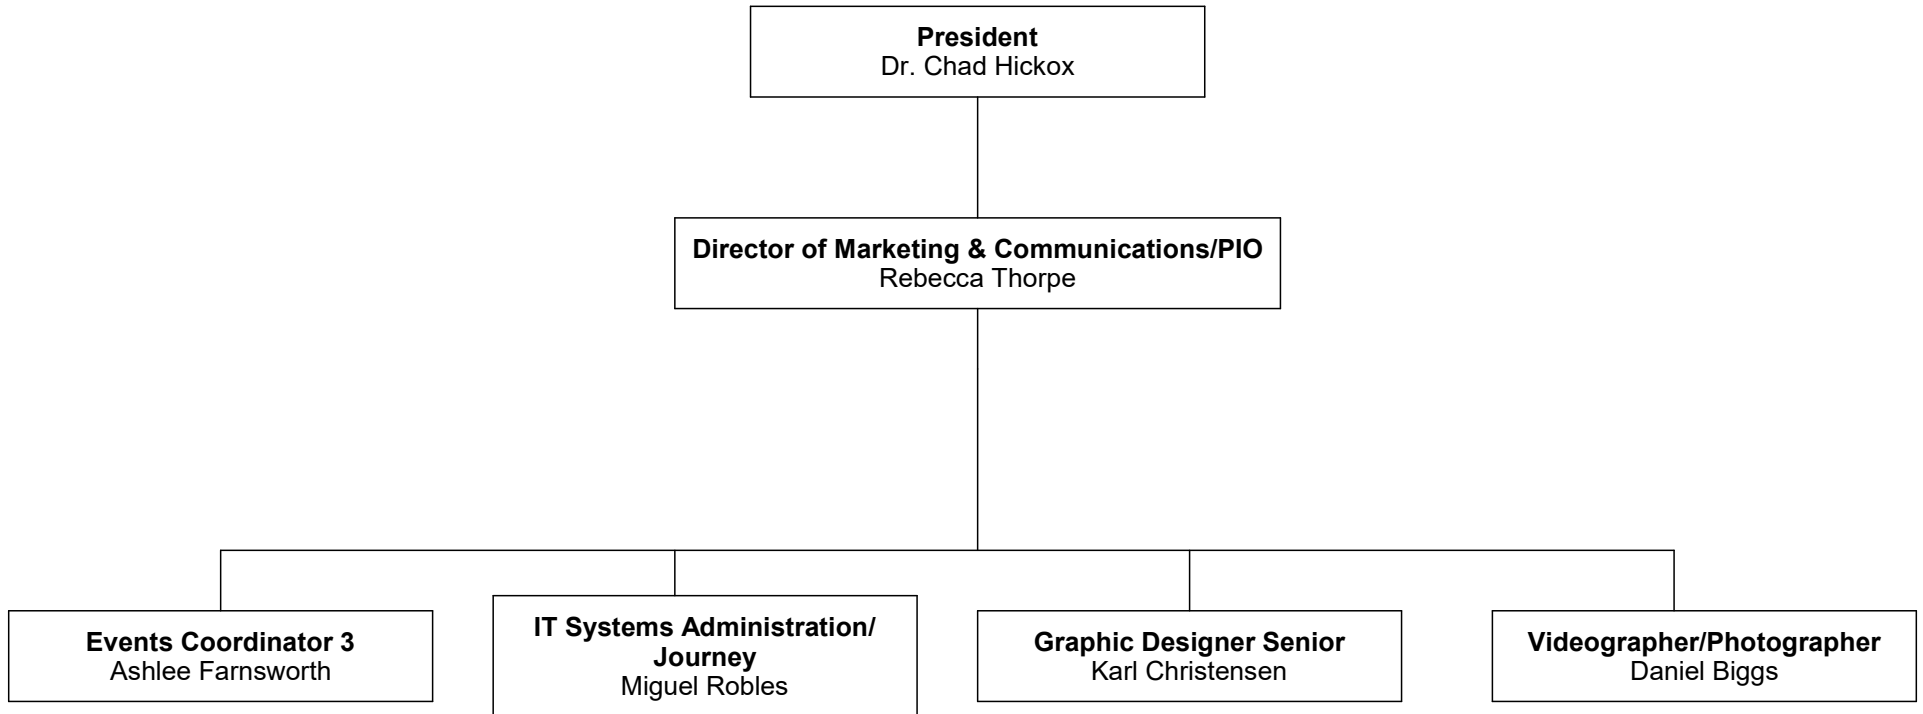 President
Dr. Chad Hickox
Director of Marketing & Communications/PIO
Rebecca Thorpe
Events Coordinator 3
Ashlee Farnsworth
IT Systems Administration/
Journey
Miguel Robles
Graphic Designer Senior
Karl Christensen
Videographer/Photographer
Daniel Biggs